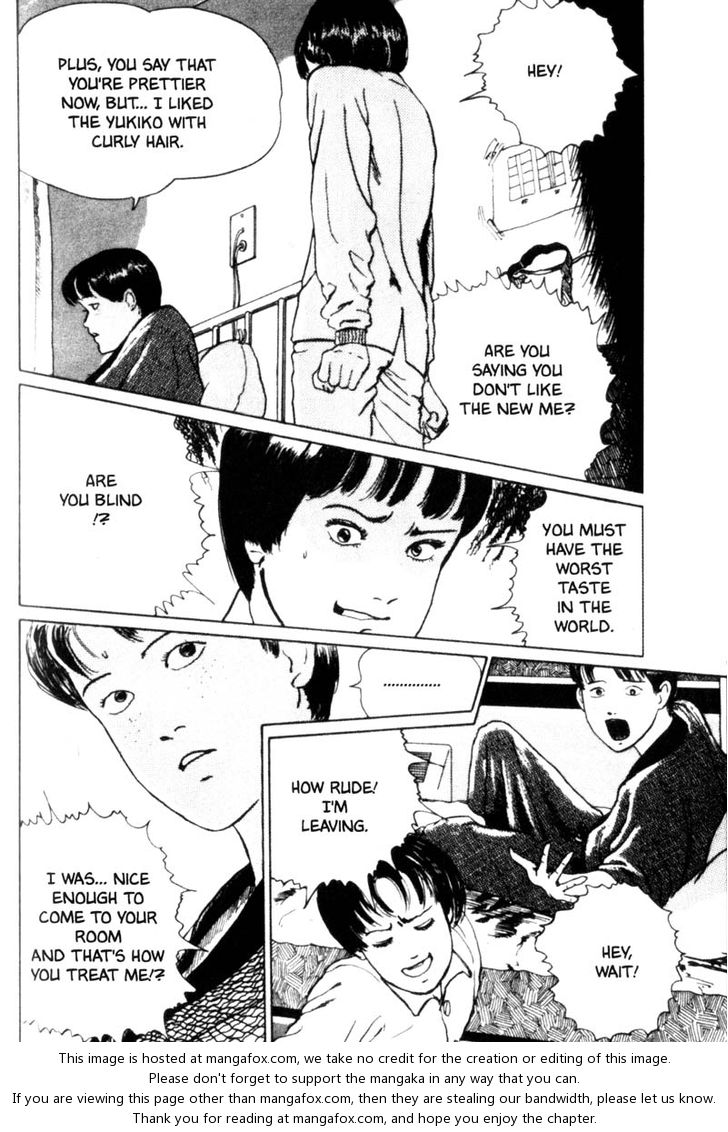 PLUS, YOU SAY THAT
YOU'RE PRETTIER
NOW, BUT... I LIKED
THE YUKIKO WITH
CURLY HAIR.
HEY!
ARE YOU
SAYING YOU
DON'T LIKE
THE NEW ME?
ARE
YOU BLIND
!?
YOU MUST
HAVE THE
WORST
TASTE
IN THE
WORLD.
...............
I WAS... NICE
ENOUGH TO
COME TO YOUR
ROOM
AND THAT'S HOW
YOU TREAT ME!?
HOW RUDE!
I'M
LEAVING.
HEY,
WAIT!
This image is hosted at mangafox.com, we take no credit for the creation or editing of this image.
Please don't forget to support the mangaka in any way that you can.
If you are viewing this page other than mangafox.com, then they are stealing our bandwidth, please let us know.
Thank you for reading at mangafox.com, and hope you enjoy the chapter.